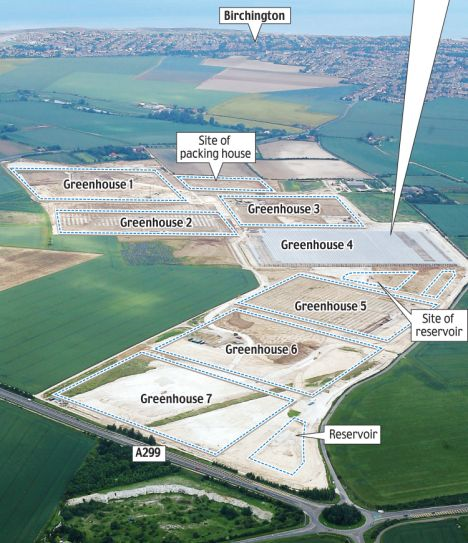 Birchington
Site of
packing house
Greenhouse 1
Greenhouse 2
Greenhouse 3
Greenhouse 4
Greenhouse 5
Site of
reservoir
Greenhouse 6
Greenhouse 7
Reservoir
A299